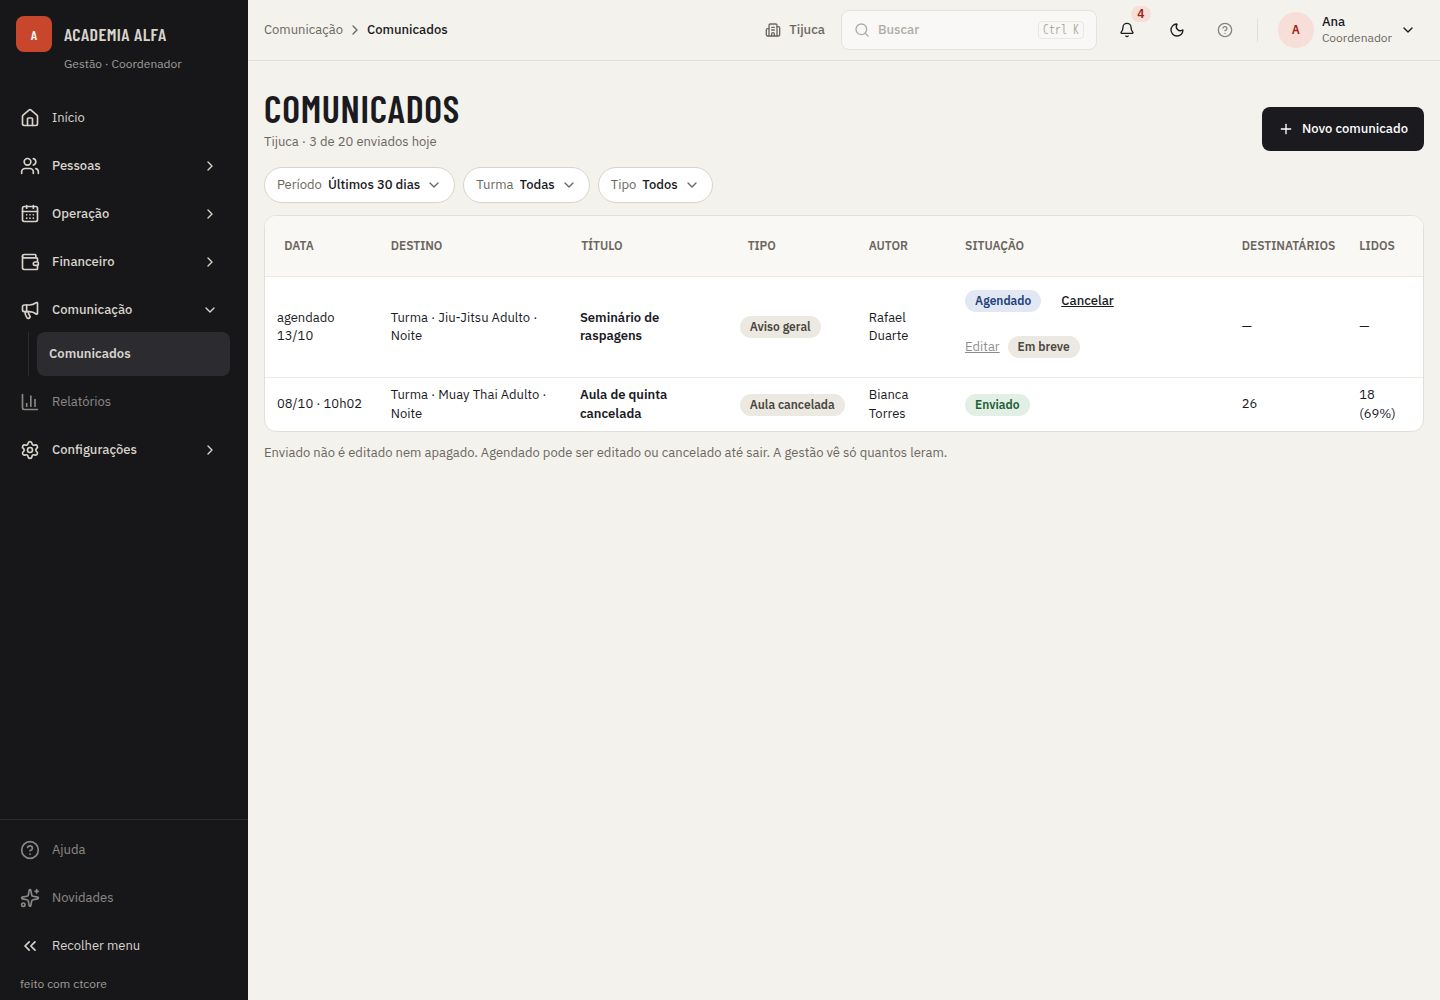 A
ACADEMIA ALFA
Gestão · Coordenador
Início
Pessoas
Operação
Financeiro
Comunicação
Comunicados
Relatórios
Configurações
Ajuda
Novidades
Recolher menu
feito com ctcore
Comunicação > Comunicados
Tijuca
Buscar
Ctrl K
4
A
Ana
Coordenador
COMUNICADOS
Tijuca · 3 de 20 enviados hoje
Novo comunicado
Período Últimos 30 dias
Turma Todas
Tipo Todos
DATA DESTINO TÍTULO TIPO AUTOR SITUAÇÃO DESTINATÁRIOS LIDOS
agendado
13/10
Turma · Jiu-Jitsu Adulto ·
Noite
Seminário de
raspagens
Aviso geral
Rafael
Duarte
Agendado Cancelar
Editar Em breve
—
—
08/10 · 10h02
Turma · Muay Thai Adulto ·
Noite
Aula de quinta
cancelada
Aula cancelada
Bianca
Torres
Enviado
26
18
(69%)
Enviado não é editado nem apagado. Agendado pode ser editado ou cancelado até sair. A gestão vê só quantos leram.